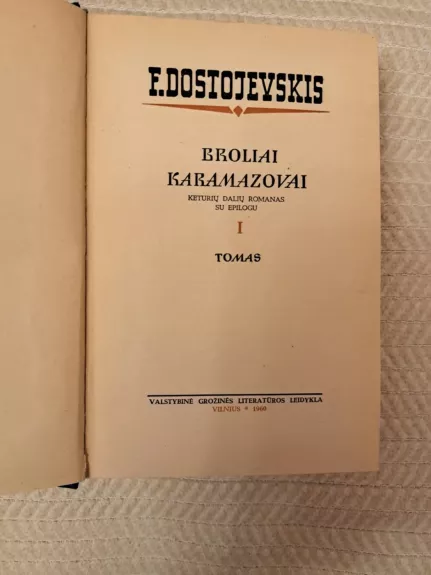 F. DOSTOJEVSKIS
BROLIAI
KARAMAZOVAI
KETURIŲ DALIŲ ROMANAS
SU EPILOGU
I
TOMAS
VALSTYBINĖ GROŽINĖS LITERATŪROS LEIDYKLA
VILNIUS * 1960